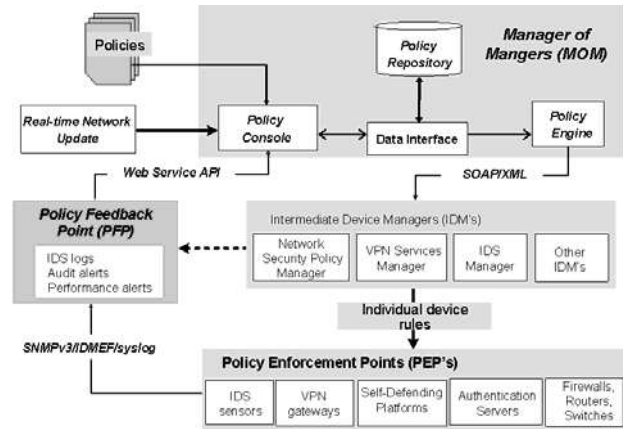 Policies
Manager of
Mangers (MOM)
Policy
Repository
Real-time Network
Update
Policy
Console
Data Interface
Policy
Engine
Web Service API
SOAP/XML
Policy Feedback
Point (PFP)
IDS logs
Audit alerts
Performance alerts
Intermediate Device Managers (IDM's)
Network
Security Policy
Manager
VPN Services
Manager
IDS
Manager
Other
IDM's
Individual device
rules
SNMPv3/IDMEF/syslog
Policy Enforcement Points (PEP's)
IDS
sensors
VPN
gateways
Self-Defending
Platforms
Authentication
Servers
Firewalls,
Routers,
Switches